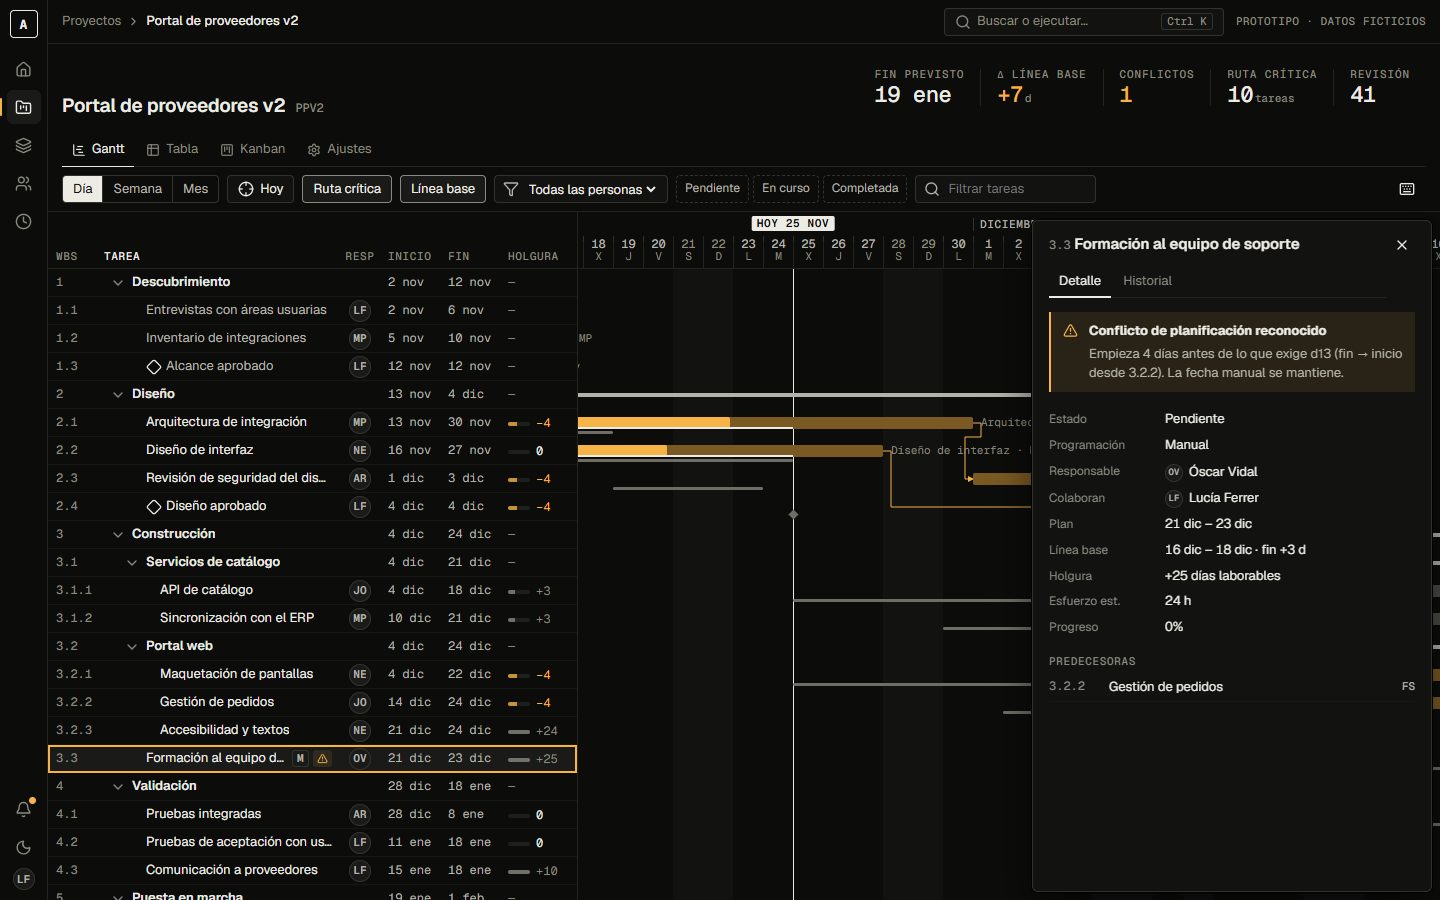 A
Proyectos > Portal de proveedores v2
Buscar o ejecutar... Ctrl K
PROTOTIPO · DATOS FICTICIOS
Portal de proveedores v2 PPV2
FIN PREVISTO
19 ene
Δ LÍNEA BASE
+7 d
CONFLICTOS
1
RUTA CRÍTICA
10 tareas
REVISIÓN
41
Gantt Tabla Kanban Ajustes
Día Semana Mes Hoy Ruta crítica Línea base Todas las personas Pendiente En curso Completada Filtrar tareas
HOY 25 NOV
DICIEMB
WBS TAREA RESP INICIO FIN HOLGURA
18 19 20 21 22 23 24 25 26 27 28 29 30 1 2
X J V S D L M X J V S D L M X
1 Descubrimiento 2 nov 12 nov —
1.1 Entrevistas con áreas usuarias LF 2 nov 6 nov —
1.2 Inventario de integraciones MP 5 nov 10 nov —
MP
1.3 Alcance aprobado LF 12 nov 12 nov —
2 Diseño 13 nov 4 dic —
2.1 Arquitectura de integración MP 13 nov 30 nov −4
Arquitec
2.2 Diseño de interfaz NE 16 nov 27 nov 0
Diseño de interfaz ·
2.3 Revisión de seguridad del dis... AR 1 dic 3 dic −4
2.4 Diseño aprobado LF 4 dic 4 dic −4
3 Construcción 4 dic 24 dic —
3.1 Servicios de catálogo 4 dic 21 dic —
3.1.1 API de catálogo JO 4 dic 18 dic +3
3.1.2 Sincronización con el ERP MP 10 dic 21 dic +3
3.2 Portal web 4 dic 24 dic —
3.2.1 Maquetación de pantallas NE 4 dic 22 dic −4
3.2.2 Gestión de pedidos JO 14 dic 24 dic −4
3.2.3 Accesibilidad y textos NE 21 dic 24 dic +24
3.3 Formación al equipo d... M OV 21 dic 23 dic +25
4 Validación 28 dic 18 ene —
4.1 Pruebas integradas AR 28 dic 8 ene 0
4.2 Pruebas de aceptación con us... LF 11 ene 18 ene 0
4.3 Comunicación a proveedores LF 15 ene 18 ene +10
5 Puesta en marcha 19 ene 1 feb —
LF
3.3 Formación al equipo de soporte
Detalle Historial
Conflicto de planificación reconocido
Empieza 4 días antes de lo que exige d13 (fin → inicio
desde 3.2.2). La fecha manual se mantiene.
Estado Pendiente
Programación Manual
Responsable OV Óscar Vidal
Colaboran LF Lucía Ferrer
Plan 21 dic – 23 dic
Línea base 16 dic – 18 dic · fin +3 d
Holgura +25 días laborables
Esfuerzo est. 24 h
Progreso 0%
PREDECESORAS
3.2.2 Gestión de pedidos FS